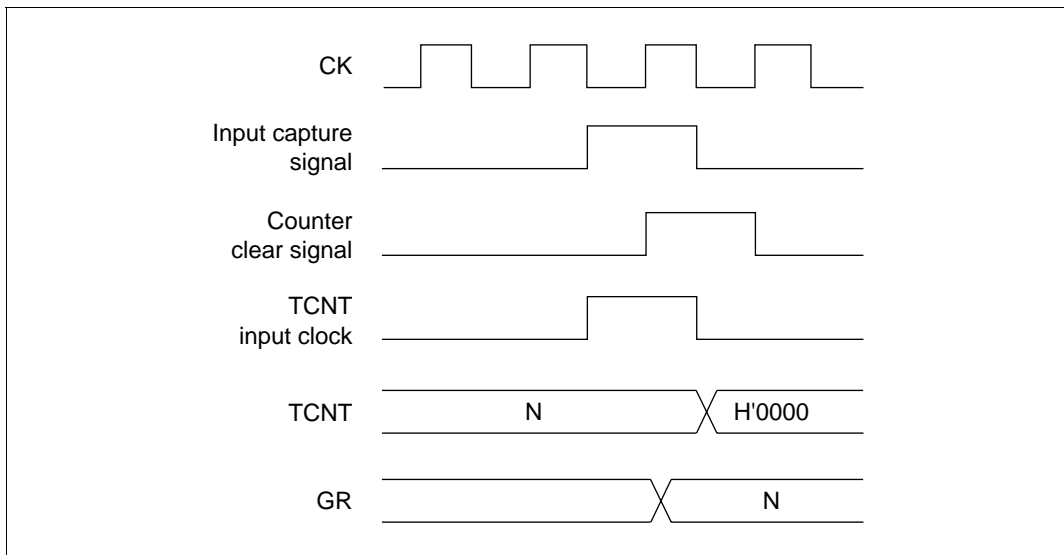 CK
Input capture
signal
Counter
clear signal
TCNT
input clock
TCNT
N
H'0000
GR
N